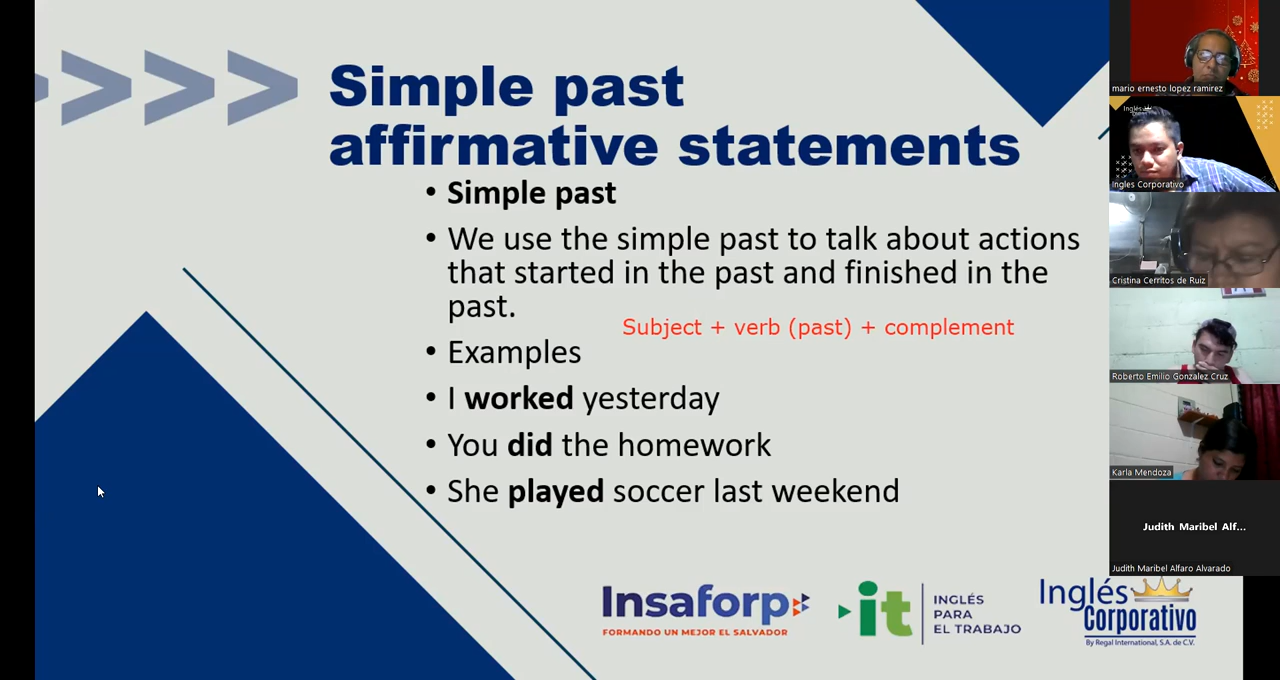 Simple past
affirmative statements
• Simple past
• We use the simple past to talk about actions
that started in the past and finished in the
past.
Subject + verb (past) + complement
• Examples
• I worked yesterday
• You did the homework
• She played soccer last weekend
Insaforp
FORMANDO UN MEJOR EL SALVADOR
it
INGLÉS
PARA
EL TRABAJO
Inglés
Corporativo
By Regal International, S.A. de C.V.
mario ernesto lopez ramirez
Ingles Corporativo
Cristina Cerritos de Ruiz
Roberto Emilio Gonzalez Cruz
Karla Mendoza
Judith Maribel Alf...
Judith Maribel Alfaro Alvarado